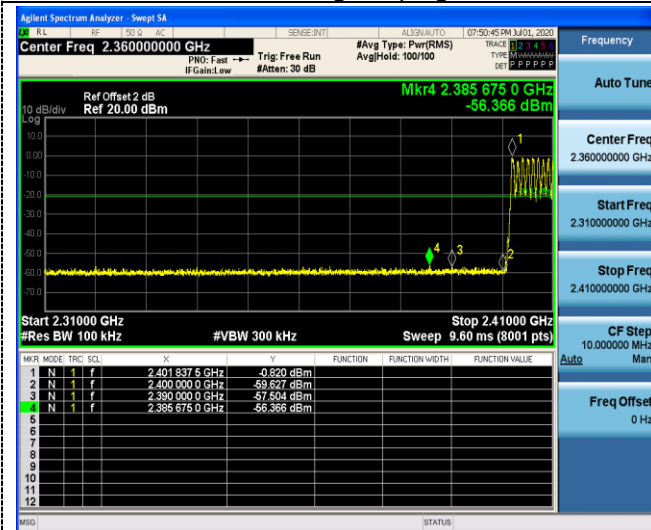 Agilent Spectrum Analyzer - Swept SA
RL RF 50 Ω AC SENSE:INT ALIGN AUTO 07:50:45 PM Jul 01, 2020
Center Freq 2.360000000 GHz
PNO: Fast
IFGain:Low
Trig: Free Run
#Atten: 30 dB
#Avg Type: Pwr(RMS)
Avg|Hold: 100/100
TRACE 1 2 3 4 5 6
TYPE M
DET P P P P P P
Frequency
Auto Tune
Center Freq
2.360000000 GHz
Start Freq
2.310000000 GHz
Stop Freq
2.410000000 GHz
CF Step
10.000000 MHz
Auto Man
Freq Offset
0 Hz
Mkr4 2.385 675 0 GHz
-56.366 dBm
Ref Offset 2 dB
10 dB/div Ref 20.00 dBm
Log
10.0
0.00
-10.0
-20.0
-30.0
-40.0
-50.0
-60.0
-70.0
1
4
3
2
Start 2.31000 GHz Stop 2.41000 GHz
#Res BW 100 kHz #VBW 300 kHz Sweep 9.60 ms (8001 pts)
MKR MODE TRC SCL X Y FUNCTION FUNCTION WIDTH FUNCTION VALUE
1 N 1 f 2.401 837 5 GHz -0.820 dBm
2 N 1 f 2.400 000 0 GHz -59.627 dBm
3 N 1 f 2.390 000 0 GHz -57.504 dBm
4 N 1 f 2.385 675 0 GHz -56.366 dBm
5
6
7
8
9
10
11
12
MSG STATUS